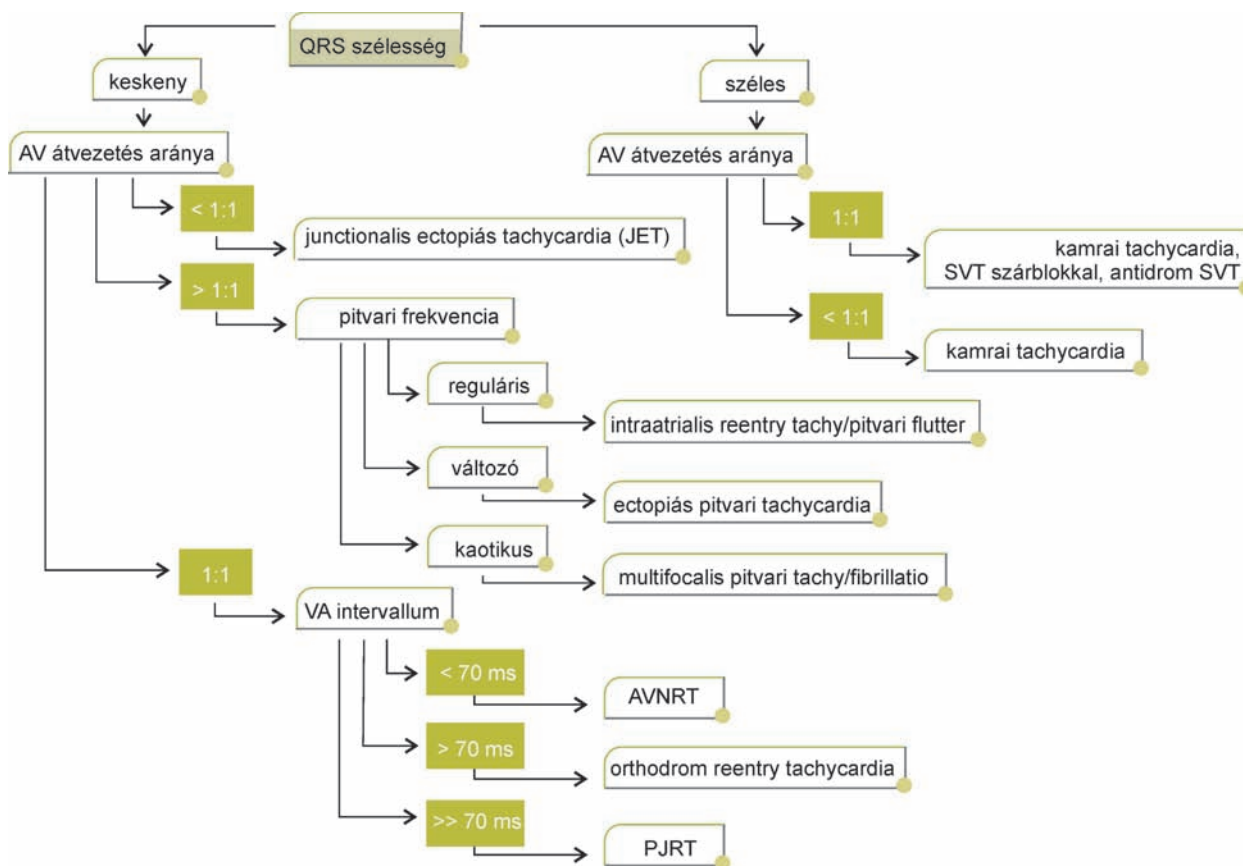 QRS szélesség
keskeny
AV átvezetés aránya
< 1:1
junctionalis ectopiás tachycardia (JET)
> 1:1
pitvari frekvencia
reguláris
intraatrialis reentry tachy/pitvari flutter
változó
ectopiás pitvari tachycardia
kaotikus
multifocalis pitvari tachy/fibrillatio
1:1
VA intervallum
< 70 ms
AVNRT
> 70 ms
orthodrom reentry tachycardia
>> 70 ms
PJRT
széles
AV átvezetés aránya
1:1
kamrai tachycardia,
SVT szárblokkal, antidrom SVT
< 1:1
kamrai tachycardia